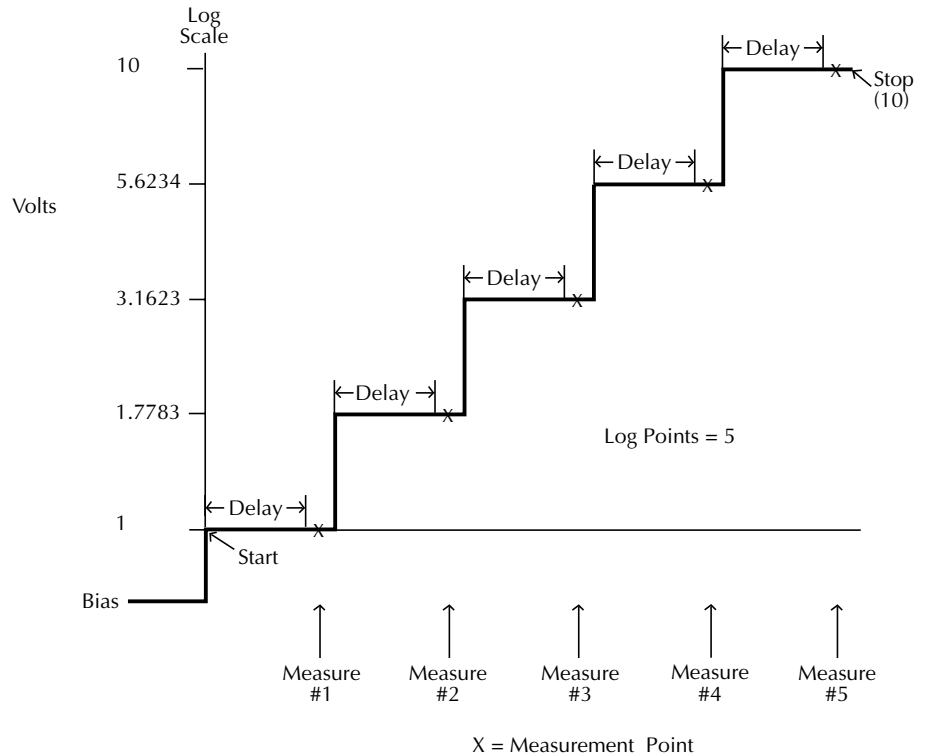 Log
Scale
Delay
10
Stop
(10)
Delay
5.6234
Volts
Delay
3.1623
Delay
1.7783
Log Points = 5
Delay
1
Start
Bias
Measure
#1
Measure
#2
Measure
#3
Measure
#4
Measure
#5
X = Measurement Point
X
X
X
X
X